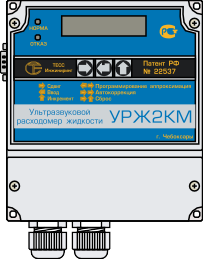 НОРМА
ОТКАЗ
РС
ТЕСС
Инжиниринг
Патент РФ
№ 22537
Сдвиг
Ввод
Инкремент
Программирование аппроксимация
Автокоррекция
Сброс
Ультразвуковой
расходомер жидкости
УРЖ2КМ
г. Чебоксары